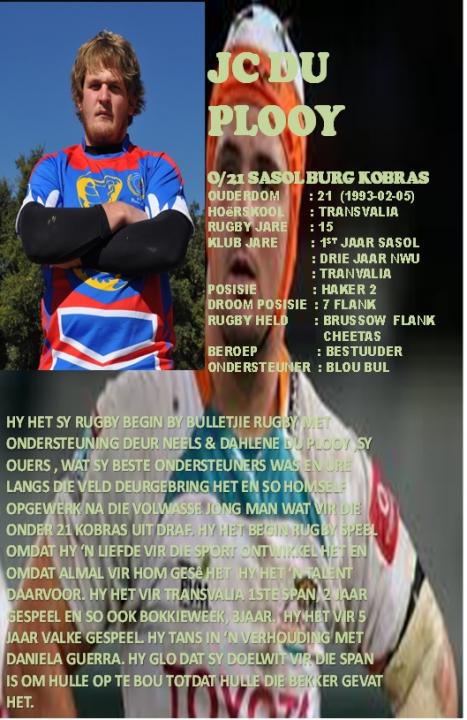 JC DU
PLOOY
O/21 SASOLBURG KOBRAS
OUDERDOM : 21 (1993-02-05)
HOëRSKOOL : TRANSVALIA
RUGBY JARE : 15
KLUB JARE : 1ST JAAR SASOL
: DRIE JAAR NWU
: TRANVALIA
POSISIE : HAKER 2
DROOM POSISIE : 7 FLANK
RUGBY HELD : BRUSSOW FLANK
CHEETAS
BEROEP : BESTUUDER
ONDERSTEUNER : BLOU BUL
HY HET SY RUGBY BEGIN BY BULLETJIE RUGBY MET
ONDERSTEUNING DEUR NEELS & DAHLENE DU PLOOY ,SY
OUERS , WAT SY BESTE ONDERSTEUNERS WAS EN URE
LANGS DIE VELD DEURGEBRING HET EN SO HOMSELF
OPGEWERK NA DIE VOLWASSE JONG MAN WAT VIR DIE
ONDER 21 KOBRAS UIT DRAF. HY HET BEGIN RUGBY SPEEL
OMDAT HY ‘N LIEFDE VIR DIE SPORT ONTWIKKEL HET EN
OMDAT ALMAL VIR HOM GESê HET HY HET ‘N TALENT
DAARVOOR. HY HET VIR TRANSVALIA 1STE SPAN, 2 JAAR
GESPEEL EN SO OOK BOKKIEWEEK, 3JAAR. , HY HET VIR 5
JAAR VALKE GESPEEL. HY TANS IN ‘N VERHOUDING MET
DANIELA GUERRA. HY GLO DAT SY DOELWIT VIR DIE SPAN
IS OM HULLE OP TE BOU TOTDAT HULLE DIE BEKKER GEVAT
HET.
TOYOTA